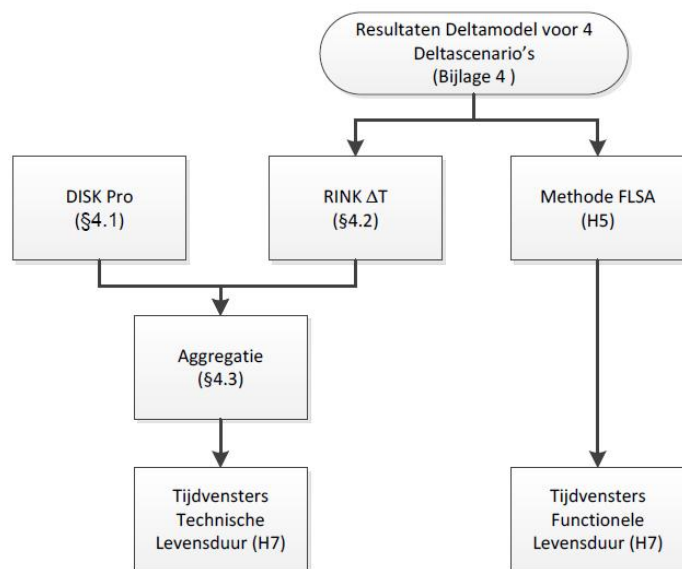 Resultaten Deltamodel voor 4
Deltascenario's
(Bijlage 4 )
DISK Pro
(§4.1)
RINK ΔT
(§4.2)
Methode FLSA
(H5)
Aggregatie
(§4.3)
Tijdvensters
Technische
Levensduur (H7)
Tijdvensters
Functionele
Levensduur (H7)